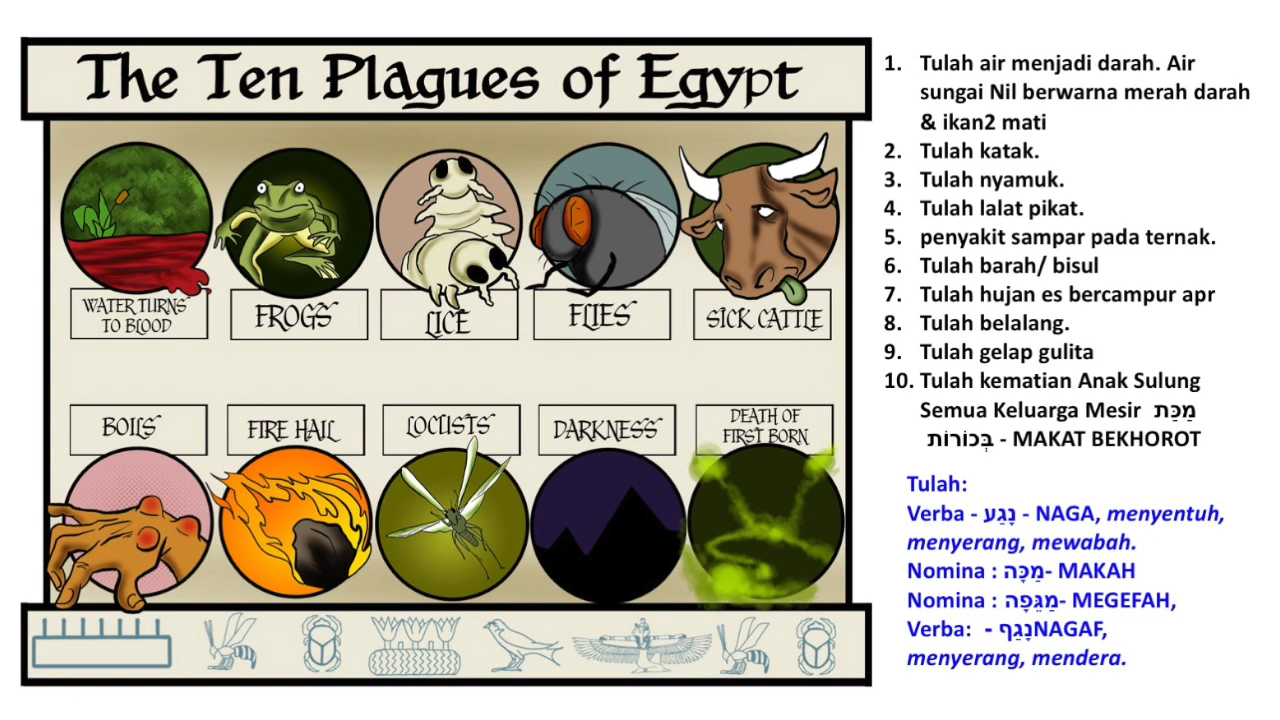 The Ten Plagues of Egypt
WATER TURNS
TO BLOOD
FROGS
LICE
FLIES
SICK CATTLE
BOILS
FIRE HAIL
LOCUSTS
DARKNESS
DEATH OF
FIRST BORN
1. Tulah air menjadi darah. Air
sungai Nil berwarna merah darah
& ikan2 mati
2. Tulah katak.
3. Tulah nyamuk.
4. Tulah lalat pikat.
5. penyakit sampar pada ternak.
6. Tulah barah/ bisul
7. Tulah hujan es bercampur apr
8. Tulah belalang.
9. Tulah gelap gulita
10. Tulah kematian Anak Sulung
Semua Keluarga Mesir מַכַּת
בְּכוֹרוֹת - MAKAT BEKHOROT
Tulah:
Verba - נָגַע - NAGA, menyentuh,
menyerang, mewabah.
Nomina : מַכָּה- MAKAH
Nomina : מַגֵּפָה- MEGEFAH,
Verba: - נָגַףNAGAF,
menyerang, mendera.